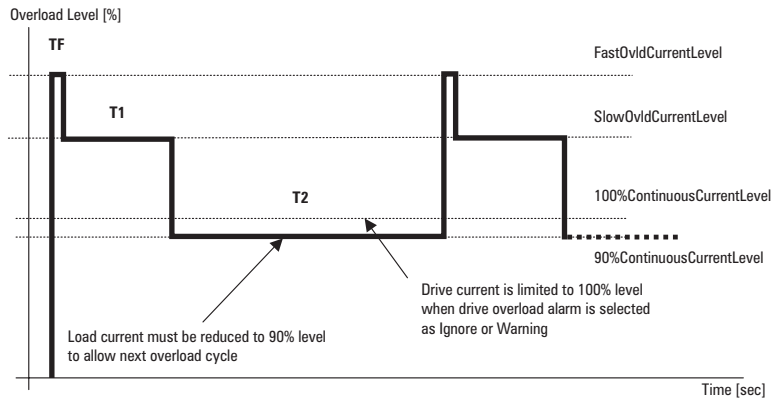 Overload Level [%]
TF
FastOvldCurrentLevel
T1
SlowOvldCurrentLevel
T2
100%ContinuousCurrentLevel
90%ContinuousCurrentLevel
Drive current is limited to 100% level
when drive overload alarm is selected
as Ignore or Warning
Load current must be reduced to 90% level
to allow next overload cycle
Time [sec]